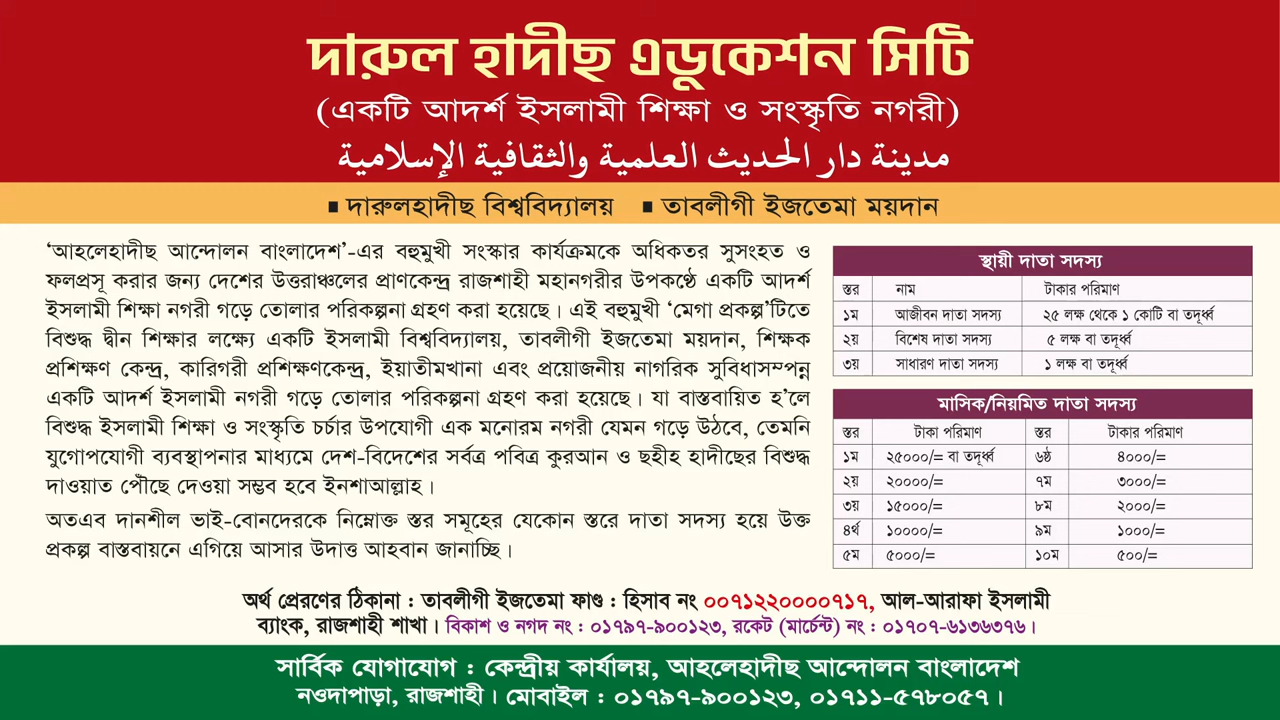 দারুল হাদীছ এডুকেশন সিটি
(একটি আদর্শ ইসলামী শিক্ষা ও সংস্কৃতি নগরী)
مدينة دار الحديث العلمية والثقافية الإسلامية
▪ দারুলহাদীছ বিশ্ববিদ্যালয় ▪ তাবলীগী ইজতেমা ময়দান
‘আহলেহাদীছ আন্দোলন বাংলাদেশ’-এর বহুমুখী সংস্কার কার্যক্রমকে অধিকতর সুসংহত ও
ফলপ্রসূ করার জন্য দেশের উত্তরাঞ্চলের প্রাণকেন্দ্র রাজশাহী মহানগরীর উপকণ্ঠে একটি আদর্শ
ইসলামী শিক্ষা নগরী গড়ে তোলার পরিকল্পনা গ্রহণ করা হয়েছে। এই বহুমুখী ‘মেগা প্রকল্প’টিতে
বিশুদ্ধ দ্বীন শিক্ষার লক্ষ্যে একটি ইসলামী বিশ্ববিদ্যালয়, তাবলীগী ইজতেমা ময়দান, শিক্ষক
প্রশিক্ষণ কেন্দ্র, কারিগরী প্রশিক্ষণকেন্দ্র, ইয়াতীমখানা এবং প্রয়োজনীয় নাগরিক সুবিধাসম্পন্ন
একটি আদর্শ ইসলামী নগরী গড়ে তোলার পরিকল্পনা গ্রহণ করা হয়েছে। যা বাস্তবায়িত হ’লে
বিশুদ্ধ ইসলামী শিক্ষা ও সংস্কৃতি চর্চার উপযোগী এক মনোরম নগরী যেমন গড়ে উঠবে, তেমনি
যুগোপযোগী ব্যবস্থাপনার মাধ্যমে দেশ-বিদেশের সর্বত্র পবিত্র কুরআন ও ছহীহ হাদীছের বিশুদ্ধ
দাওয়াত পৌঁছে দেওয়া সম্ভব হবে ইনশাআল্লাহ।
অতএব দানশীল ভাই-বোনদেরকে নিম্নোক্ত স্তর সমূহের যেকোন স্তরে দাতা সদস্য হয়ে উক্ত
প্রকল্প বাস্তবায়নে এগিয়ে আসার উদাত্ত আহবান জানাচ্ছি।
স্থায়ী দাতা সদস্য
স্তর নাম টাকার পরিমাণ
১ম আজীবন দাতা সদস্য ২৫ লক্ষ থেকে ১ কোটি বা তদূর্ধ্ব
২য় বিশেষ দাতা সদস্য ৫ লক্ষ বা তদূর্ধ্ব
৩য় সাধারণ দাতা সদস্য ১ লক্ষ বা তদূর্ধ্ব
মাসিক/নিয়মিত দাতা সদস্য
স্তর টাকা পরিমাণ স্তর টাকার পরিমাণ
১ম ২৫০০০/= বা তদূর্ধ্ব ৬ষ্ঠ ৪০০০/=
২য় ২০০০০/= ৭ম ৩০০০/=
৩য় ১৫০০০/= ৮ম ২০০০/=
৪র্থ ১০০০০/= ৯ম ১০০০/=
৫ম ৫০০০/= ১০ম ৫০০/=
অর্থ প্রেরণের ঠিকানা : তাবলীগী ইজতেমা ফাণ্ড : হিসাব নং ০০৭১২২০০০০৭১৭, আল-আরাফা ইসলামী
ব্যাংক, রাজশাহী শাখা। বিকাশ ও নগদ নং : ০১৭৯৭-৯০০১২৩, রকেট (মার্চেন্ট) নং : ০১৭০৭-৬১৩৬৩৭৬।
সার্বিক যোগাযোগ : কেন্দ্রীয় কার্যালয়, আহলেহাদীছ আন্দোলন বাংলাদেশ
নওদাপাড়া, রাজশাহী। মোবাইল : ০১৭৯৭-৯০০১২৩, ০১৭১১-৫৭৮০৫৭।